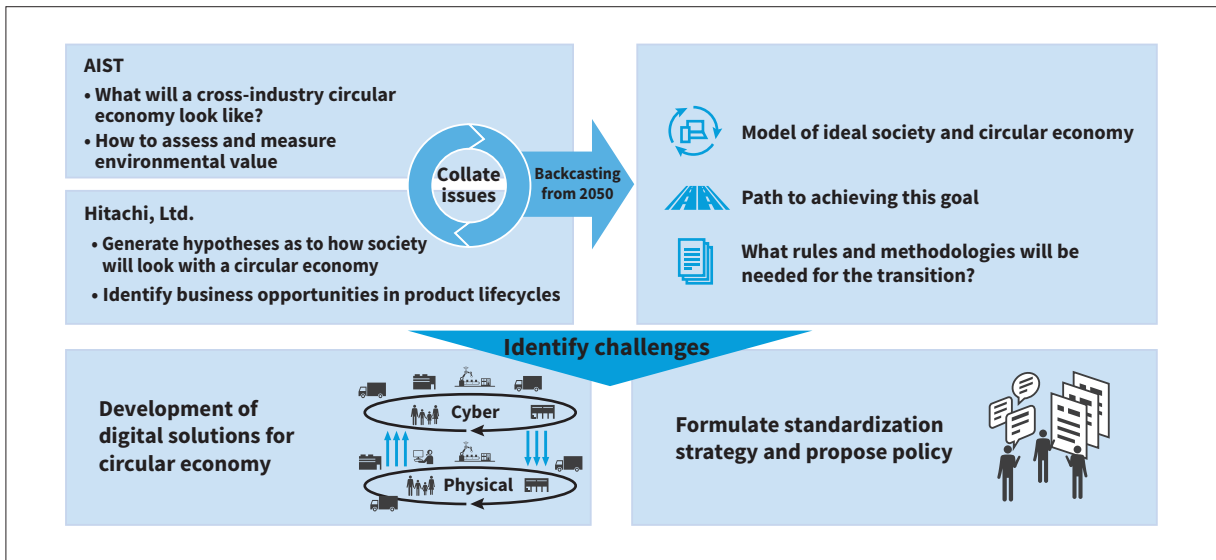 AIST
• What will a cross-industry circular
economy look like?
• How to assess and measure
environmental value
Hitachi, Ltd.
• Generate hypotheses as to how society
will look with a circular economy
• Identify business opportunities in product lifecycles
Collate
issues
Backcasting
from 2050
Model of ideal society and circular economy
Path to achieving this goal
What rules and methodologies will be
needed for the transition?
Identify challenges
Development of
digital solutions for
circular economy
Cyber
Physical
Formulate standardization
strategy and propose policy